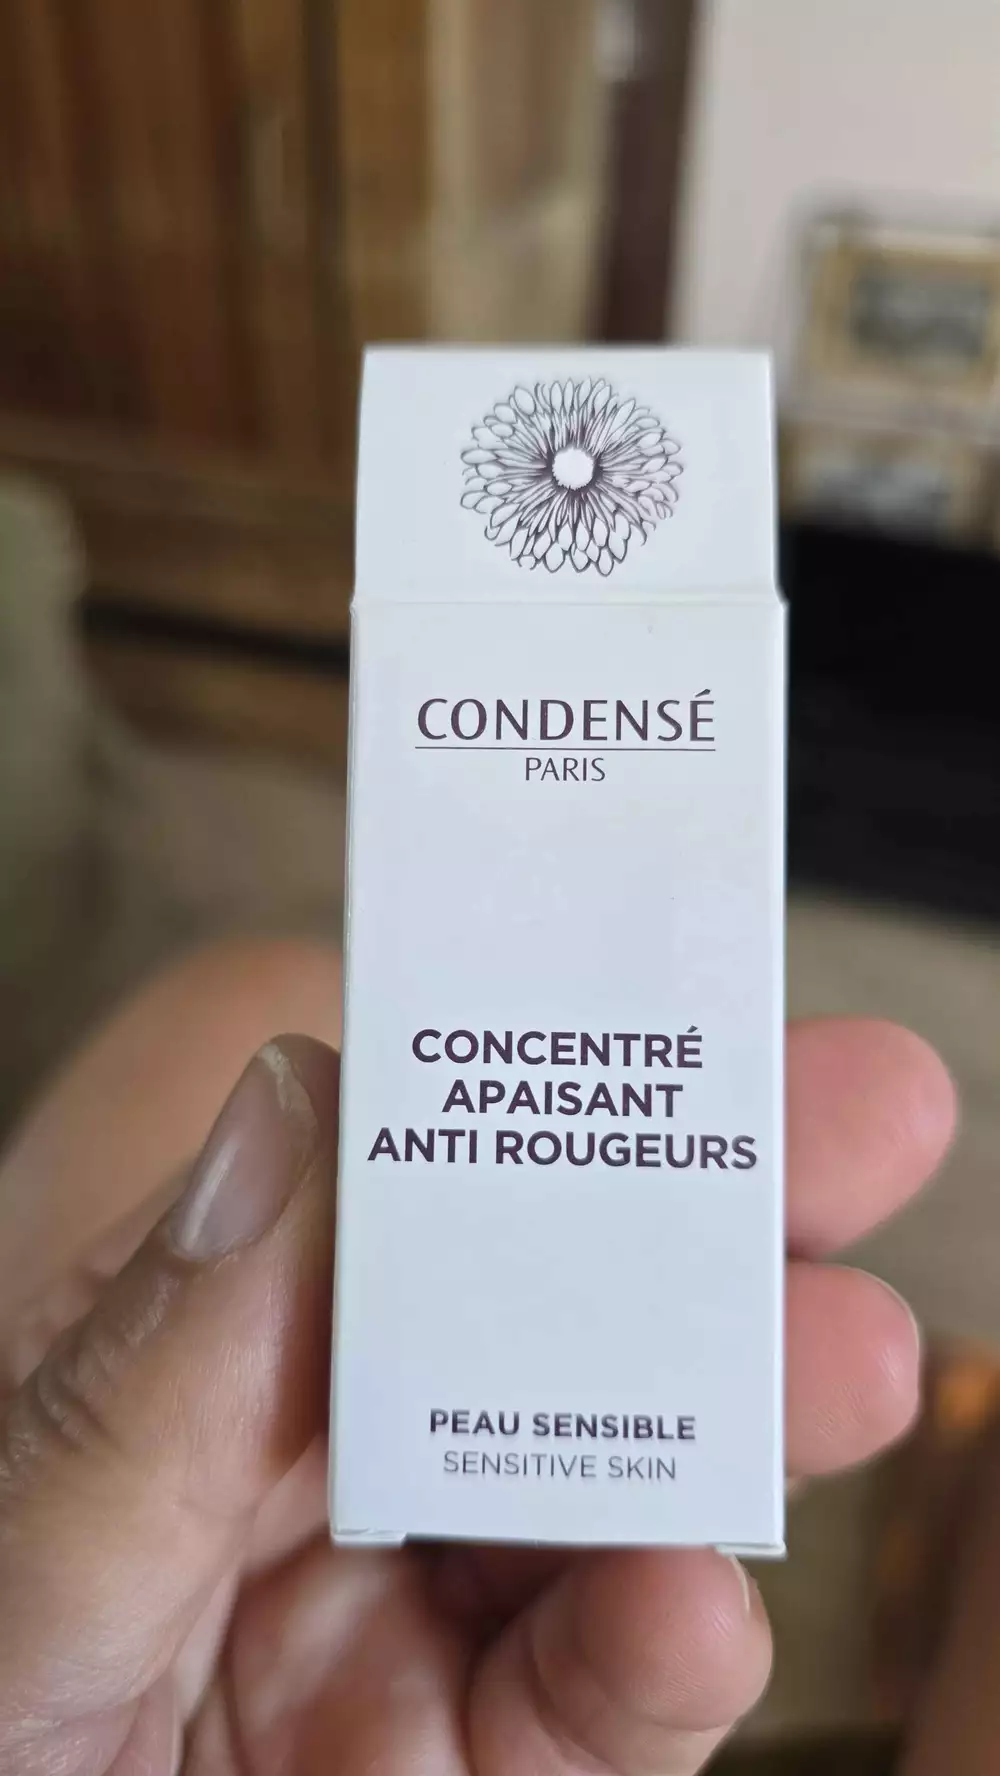 CONDENSÉ
PARIS
CONCENTRÉ
APAISANT
ANTI ROUGEURS
PEAU SENSIBLE
SENSITIVE SKIN